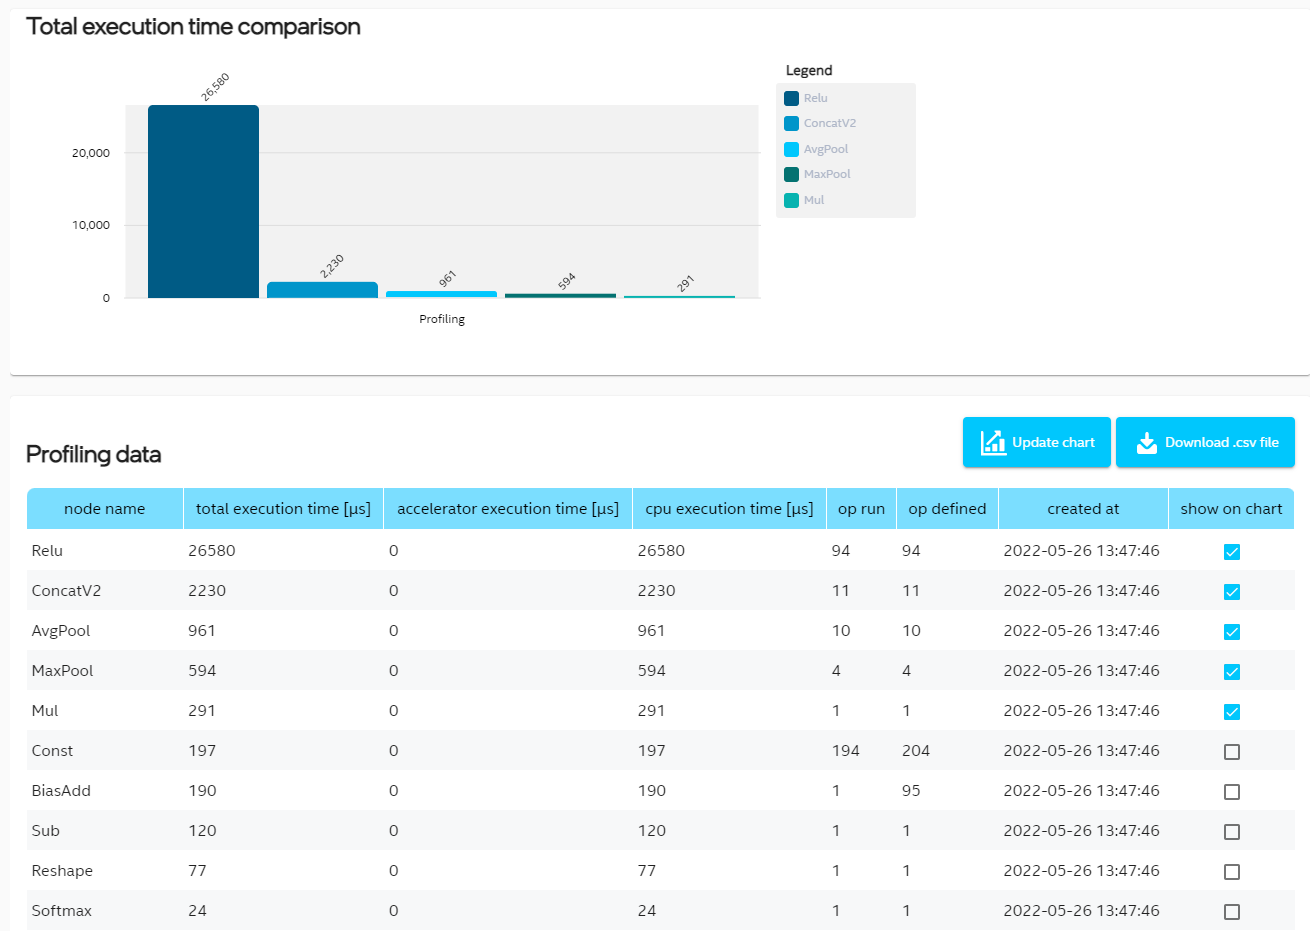 Total execution time comparison
Legend
26,580
Relu
ConcatV2
20,000
AvgPool
MaxPool
Mul
10,000
2,230
961
594
291
0
Profiling
Profiling data
Update chart
Download .csv file
node name total execution time [µs] accelerator execution time [µs] cpu execution time [µs] op run op defined created at show on chart
Relu 26580 0 26580 94 94 2022-05-26 13:47:46
ConcatV2 2230 0 2230 11 11 2022-05-26 13:47:46
AvgPool 961 0 961 10 10 2022-05-26 13:47:46
MaxPool 594 0 594 4 4 2022-05-26 13:47:46
Mul 291 0 291 1 1 2022-05-26 13:47:46
Const 197 0 197 194 204 2022-05-26 13:47:46
BiasAdd 190 0 190 1 95 2022-05-26 13:47:46
Sub 120 0 120 1 1 2022-05-26 13:47:46
Reshape 77 0 77 1 1 2022-05-26 13:47:46
Softmax 24 0 24 1 1 2022-05-26 13:47:46